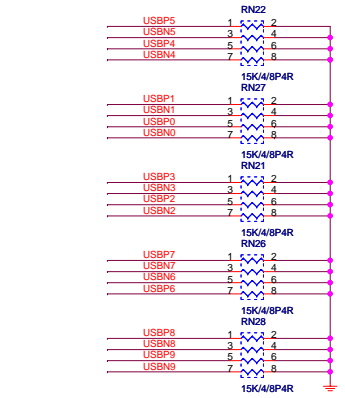 RN22
USBP5 1 2
USBN5 3 4
USBP4 5 6
USBN4 7 8
15K/4/8P4R
RN27
USBP1 1 2
USBN1 3 4
USBP0 5 6
USBN0 7 8
15K/4/8P4R
RN21
USBP3 1 2
USBN3 3 4
USBP2 5 6
USBN2 7 8
15K/4/8P4R
RN26
USBP7 1 2
USBN7 3 4
USBN6 5 6
USBP6 7 8
15K/4/8P4R
RN28
USBP8 1 2
USBN8 3 4
USBP9 5 6
USBN9 7 8
15K/4/8P4R